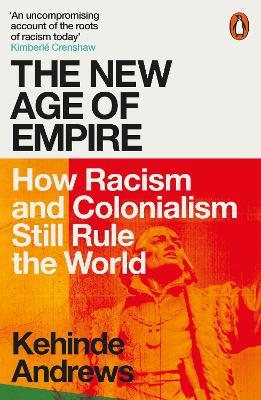 'An uncompromising
account of the roots
of racism today'
Kimberlé Crenshaw
THE NEW
AGE OF
EMPIRE
How Racism
and Colonialism
Still Rule
the World
Kehinde
Andrews